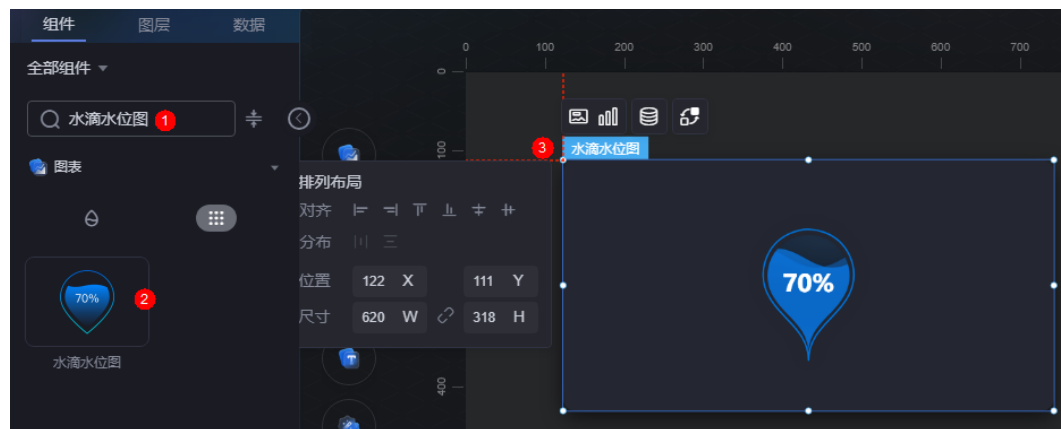 组件 图层 数据
全部组件
水滴水位图 1
图表
70%
2
水滴水位图
排列布局
对齐
分布
位置 122 X 111 Y
尺寸 620 W 318 H
0 100 200 300 400 500 600 700
0
100
400
3 水滴水位图
70%
T